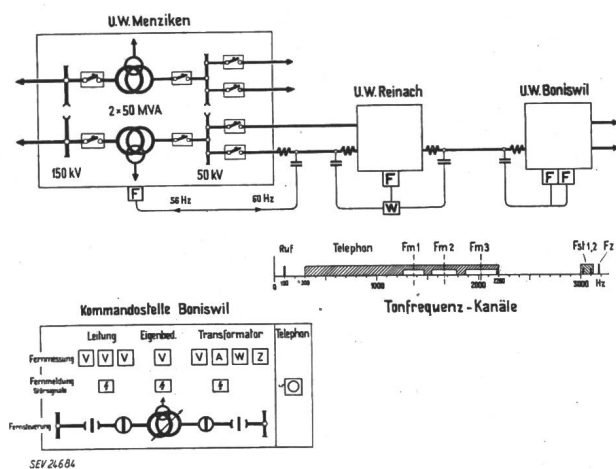 U.W. Menziken
2×50 MVA
150 kV
50 kV
F
36 Hz
60 Hz
U.W. Reinach
F
W
U.W. Boniswil
F F
Ruf Telephon Fm 1 Fm 2 Fm 3 Fst 1,2 Fz
0 100 300 1000 2000 2200 3000 Hz
Tonfrequenz-Kanäle
Kommandostelle Boniswil
Leitung Eigenbed. Transformator Telephon
Fernmessung V V V V V A W Z
Fernmeldung
Störsignale
Fernsteuerung
SEV 24684